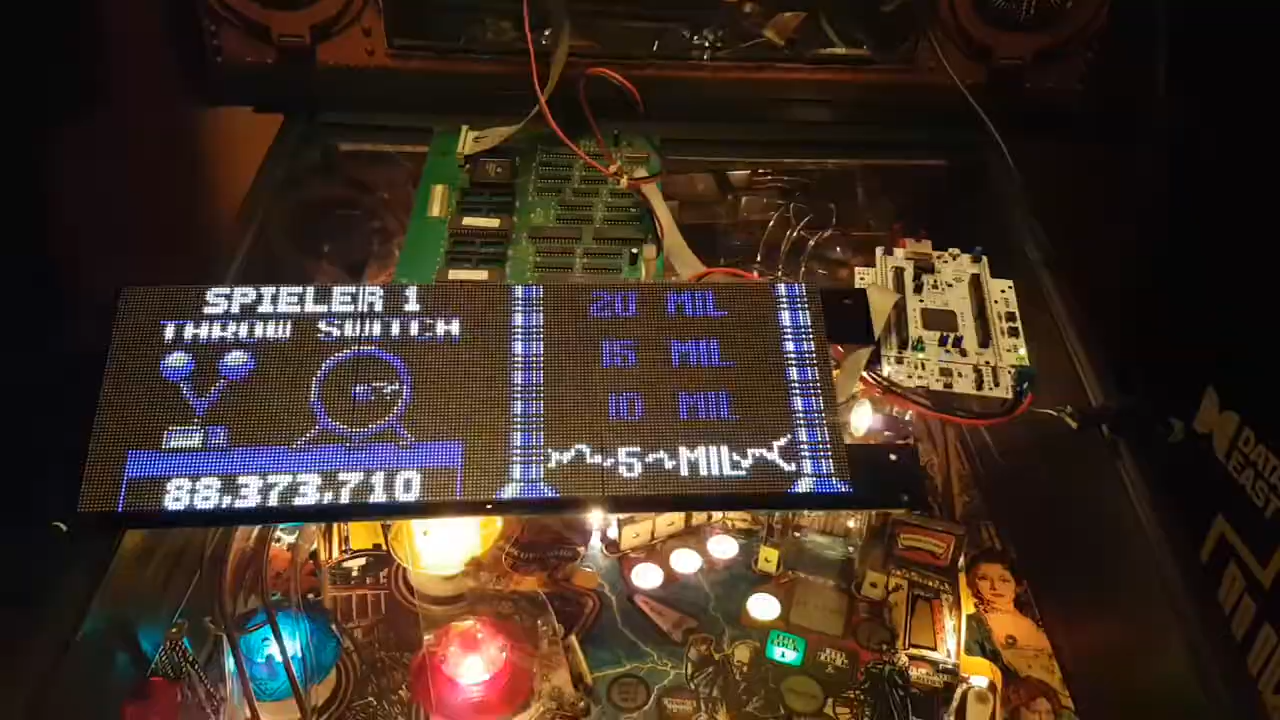 SPIELER 1
THROW SWITCH
88,373,710
20 MIL
15 MIL
10 MIL
5 MIL
DATA
EAST